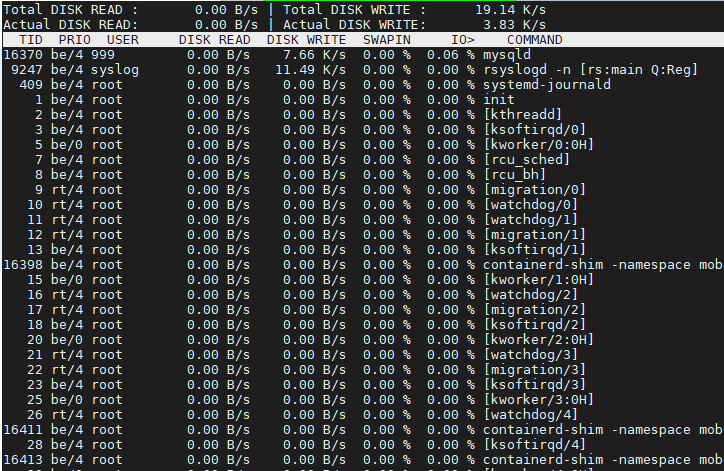 Total DISK READ :       0.00 B/s | Total DISK WRITE :      19.14 K/s
Actual DISK READ:       0.00 B/s | Actual DISK WRITE:       3.83 K/s
  TID  PRIO  USER     DISK READ  DISK WRITE  SWAPIN     IO>    COMMAND
16370 be/4 999         0.00 B/s    7.66 K/s  0.00 %  0.06 % mysqld
 9247 be/4 syslog      0.00 B/s   11.49 K/s  0.00 %  0.00 % rsyslogd -n [rs:main Q:Reg]
  409 be/4 root        0.00 B/s    0.00 B/s  0.00 %  0.00 % systemd-journald
    1 be/4 root        0.00 B/s    0.00 B/s  0.00 %  0.00 % init
    2 be/4 root        0.00 B/s    0.00 B/s  0.00 %  0.00 % [kthreadd]
    3 be/4 root        0.00 B/s    0.00 B/s  0.00 %  0.00 % [ksoftirqd/0]
    5 be/0 root        0.00 B/s    0.00 B/s  0.00 %  0.00 % [kworker/0:0H]
    7 be/4 root        0.00 B/s    0.00 B/s  0.00 %  0.00 % [rcu_sched]
    8 be/4 root        0.00 B/s    0.00 B/s  0.00 %  0.00 % [rcu_bh]
    9 rt/4 root        0.00 B/s    0.00 B/s  0.00 %  0.00 % [migration/0]
   10 rt/4 root        0.00 B/s    0.00 B/s  0.00 %  0.00 % [watchdog/0]
   11 rt/4 root        0.00 B/s    0.00 B/s  0.00 %  0.00 % [watchdog/1]
   12 rt/4 root        0.00 B/s    0.00 B/s  0.00 %  0.00 % [migration/1]
   13 be/4 root        0.00 B/s    0.00 B/s  0.00 %  0.00 % [ksoftirqd/1]
16398 be/4 root        0.00 B/s    0.00 B/s  0.00 %  0.00 % containerd-shim -namespace mob
   15 be/0 root        0.00 B/s    0.00 B/s  0.00 %  0.00 % [kworker/1:0H]
   16 rt/4 root        0.00 B/s    0.00 B/s  0.00 %  0.00 % [watchdog/2]
   17 rt/4 root        0.00 B/s    0.00 B/s  0.00 %  0.00 % [migration/2]
   18 be/4 root        0.00 B/s    0.00 B/s  0.00 %  0.00 % [ksoftirqd/2]
   20 be/0 root        0.00 B/s    0.00 B/s  0.00 %  0.00 % [kworker/2:0H]
   21 rt/4 root        0.00 B/s    0.00 B/s  0.00 %  0.00 % [watchdog/3]
   22 rt/4 root        0.00 B/s    0.00 B/s  0.00 %  0.00 % [migration/3]
   23 be/4 root        0.00 B/s    0.00 B/s  0.00 %  0.00 % [ksoftirqd/3]
   25 be/0 root        0.00 B/s    0.00 B/s  0.00 %  0.00 % [kworker/3:0H]
   26 rt/4 root        0.00 B/s    0.00 B/s  0.00 %  0.00 % [watchdog/4]
16411 be/4 root        0.00 B/s    0.00 B/s  0.00 %  0.00 % containerd-shim -namespace mob
   28 be/4 root        0.00 B/s    0.00 B/s  0.00 %  0.00 % [ksoftirqd/4]
16413 be/4 root        0.00 B/s    0.00 B/s  0.00 %  0.00 % containerd-shim -namespace mob